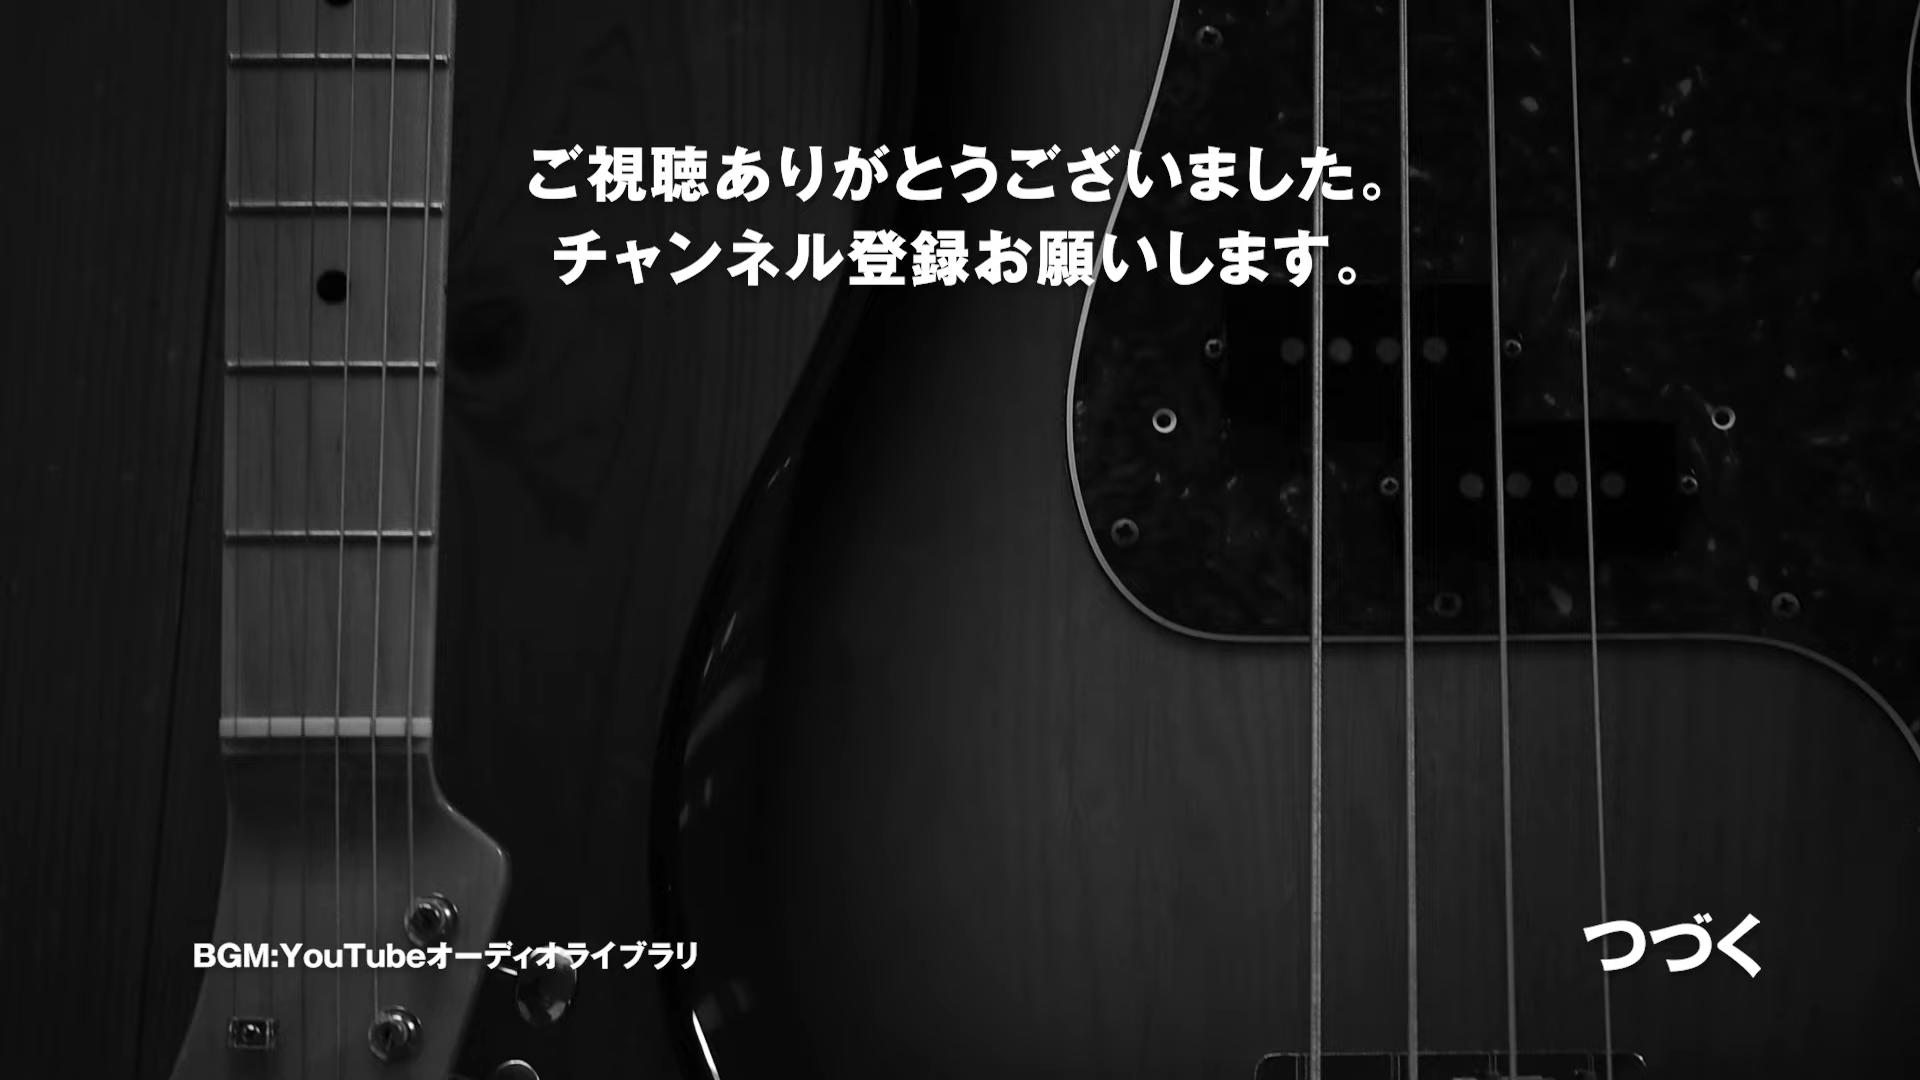 ご視聴ありがとうございました。
チャンネル登録お願いします。
BGM:YouTubeオーディオライブラリ
つづく